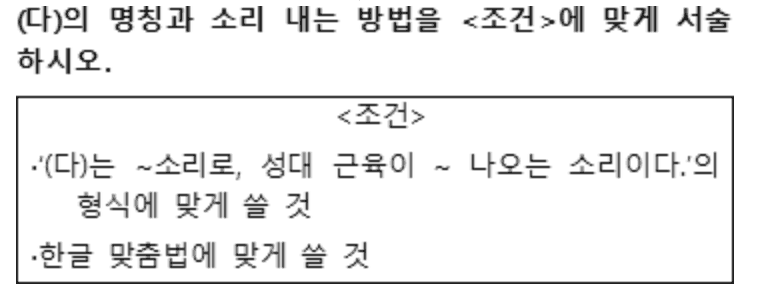 (다)의 명칭과 소리 내는 방법을 <조건>에 맞게 서술
하시오.
<조건>
·'(다)는 ~소리로, 성대 근육이 ~ 나오는 소리이다.'의
형식에 맞게 쓸 것
·한글 맞춤법에 맞게 쓸 것